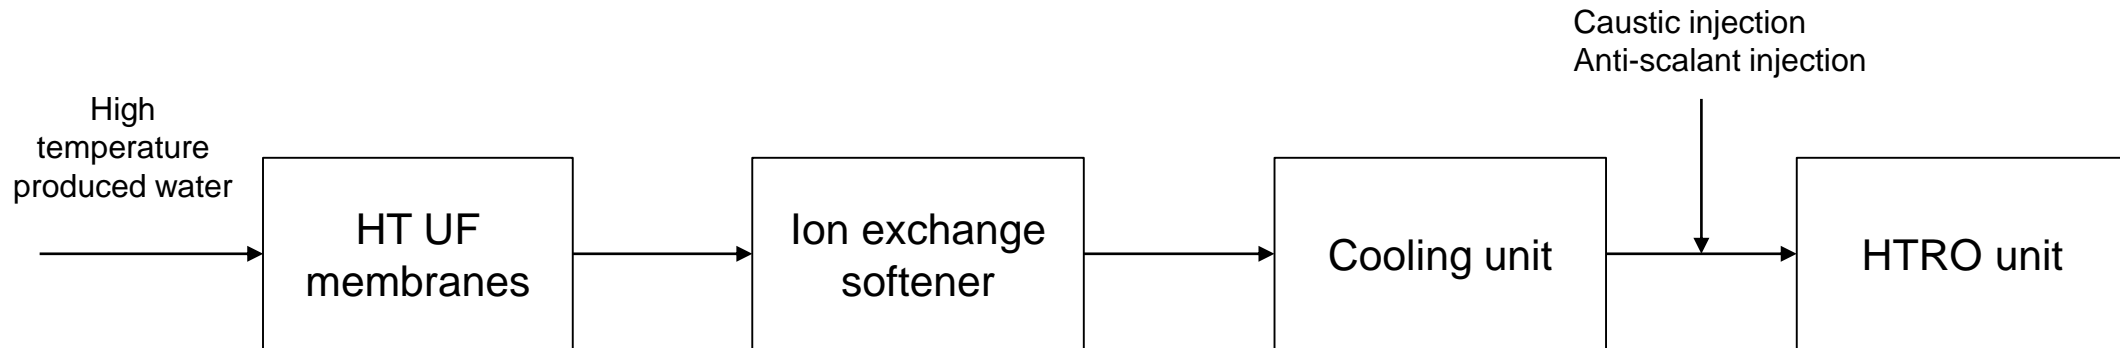 Caustic injection
Anti-scalant injection
High
temperature
produced water
HT UF
membranes
Ion exchange
softener
Cooling unit
HTRO unit